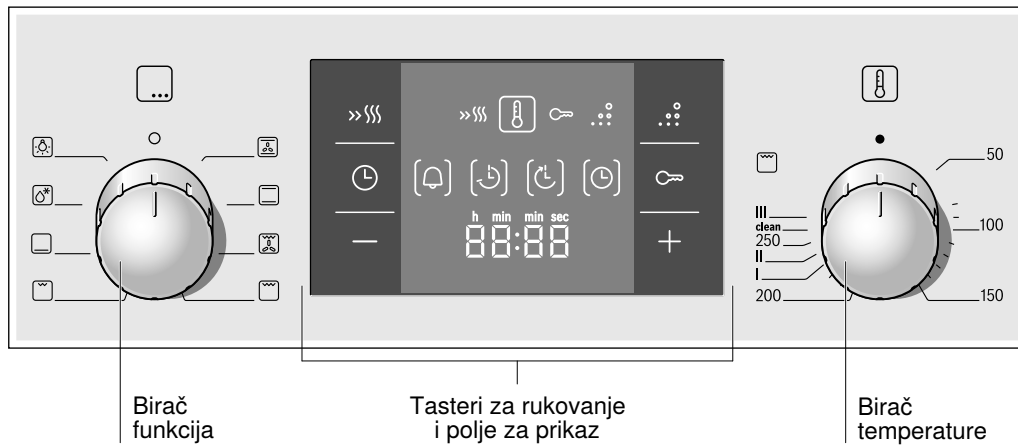 h min min sec
88:88
50
100
150
III
clean
250
II
I
200
Birač
funkcija
Tasteri za rukovanje
i polje za prikaz
Birač
temperature